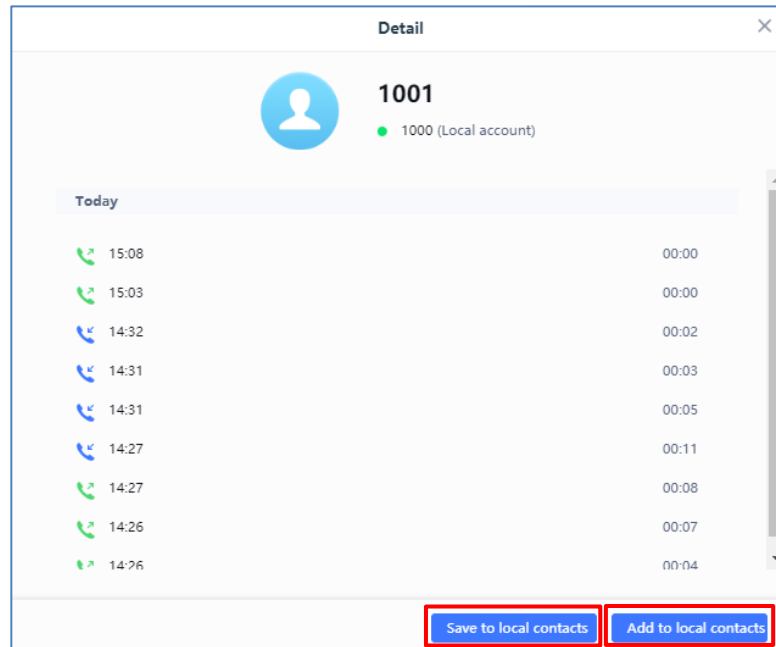 Detail
1001
1000 (Local account)
Today
15:08 00:00
15:03 00:00
14:32 00:02
14:31 00:03
14:31 00:05
14:27 00:11
14:27 00:08
14:26 00:07
14:26 00:04
Save to local contacts Add to local contacts